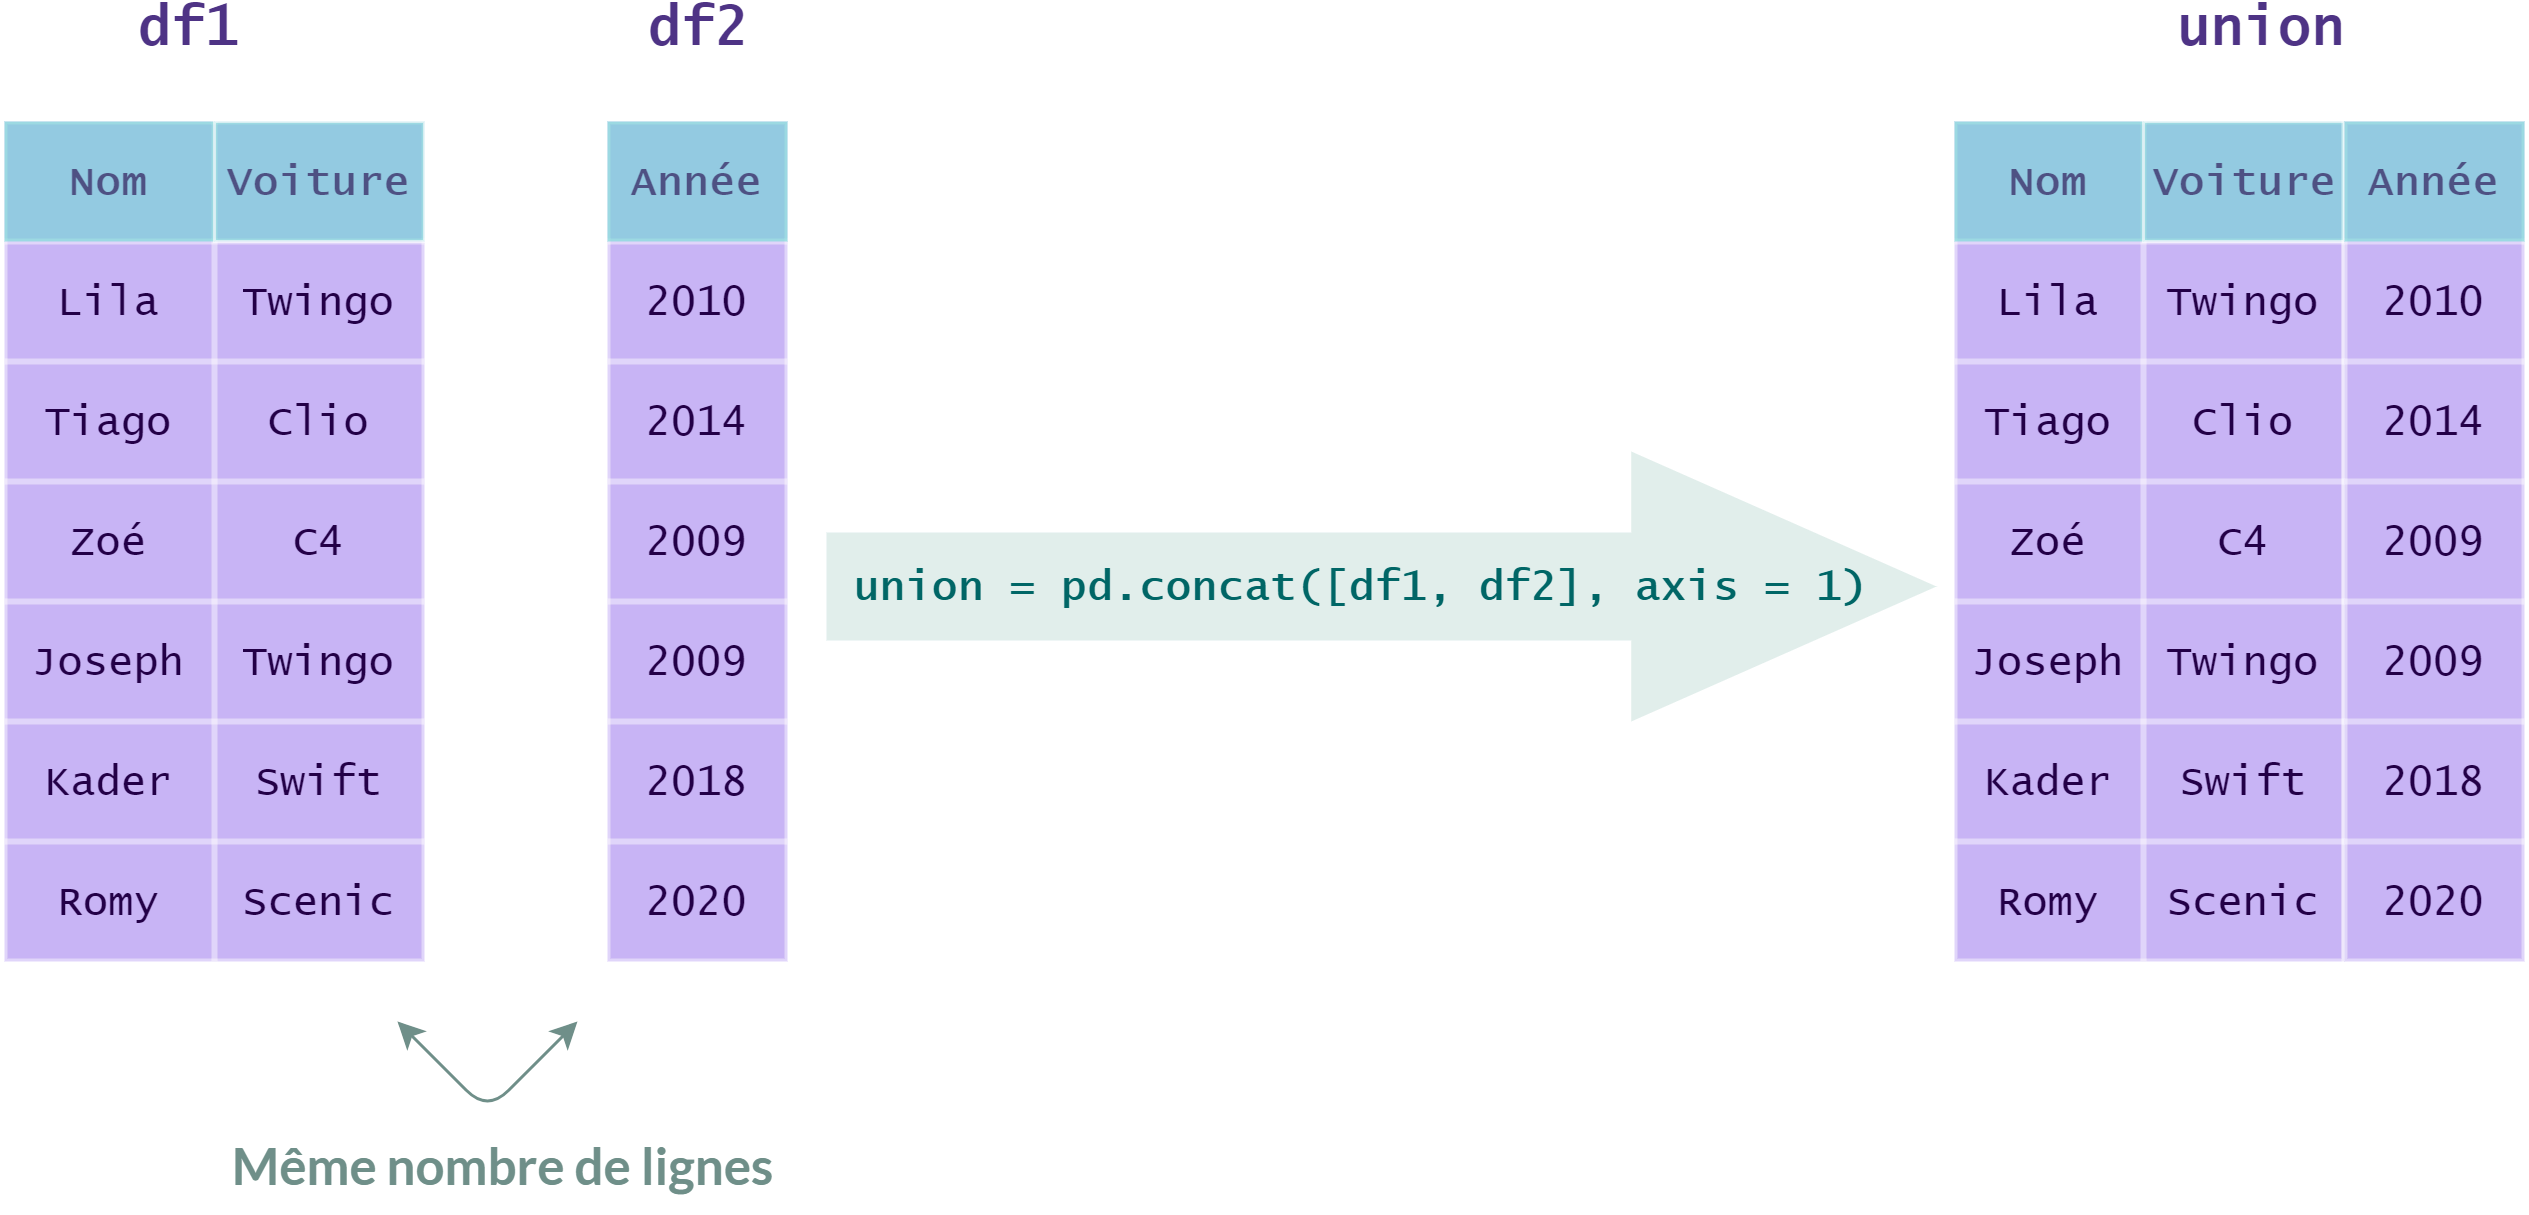 df1 df2 union
Nom Voiture Année Nom Voiture Année
Lila Twingo 2010 Lila Twingo 2010
Tiago Clio 2014 Tiago Clio 2014
Zoé C4 2009 Zoé C4 2009
union = pd.concat([df1, df2], axis = 1)
Joseph Twingo 2009 Joseph Twingo 2009
Kader Swift 2018 Kader Swift 2018
Romy Scenic 2020 Romy Scenic 2020
Même nombre de lignes